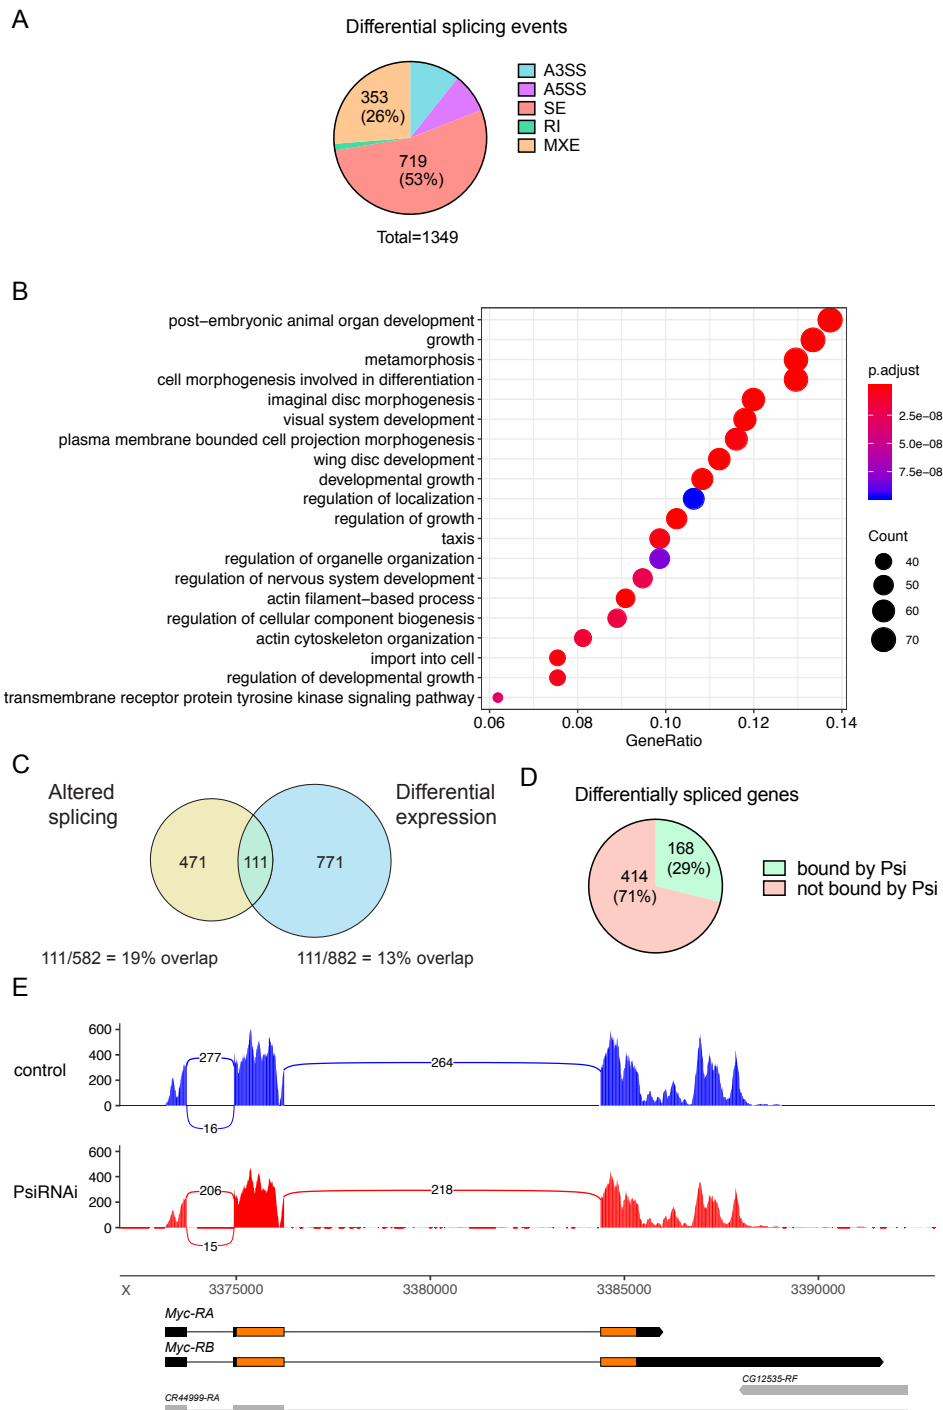 A
Differential splicing events
353
(26%)
719
(53%)
A3SS
A5SS
SE
RI
MXE
Total=1349
B
post–embryonic animal organ development
growth
metamorphosis
cell morphogenesis involved in differentiation
imaginal disc morphogenesis
visual system development
plasma membrane bounded cell projection morphogenesis
wing disc development
developmental growth
regulation of localization
regulation of growth
taxis
regulation of organelle organization
regulation of nervous system development
actin filament–based process
regulation of cellular component biogenesis
actin cytoskeleton organization
import into cell
regulation of developmental growth
transmembrane receptor protein tyrosine kinase signaling pathway
0.06 0.08 0.10 0.12 0.14
GeneRatio
p.adjust
2.5e–08
5.0e–08
7.5e–08
Count
40
50
60
70
C
Altered
splicing
Differential
expression
471 111 771
111/582 = 19% overlap 111/882 = 13% overlap
D
Differentially spliced genes
168
(29%)
414
(71%)
bound by Psi
not bound by Psi
E
control
600
400
200
0
277
264
16
PsiRNAi
600
400
200
0
206
218
15
X 3375000 3380000 3385000 3390000
Myc-RA
Myc-RB
CG12535-RF
CR44999-RA